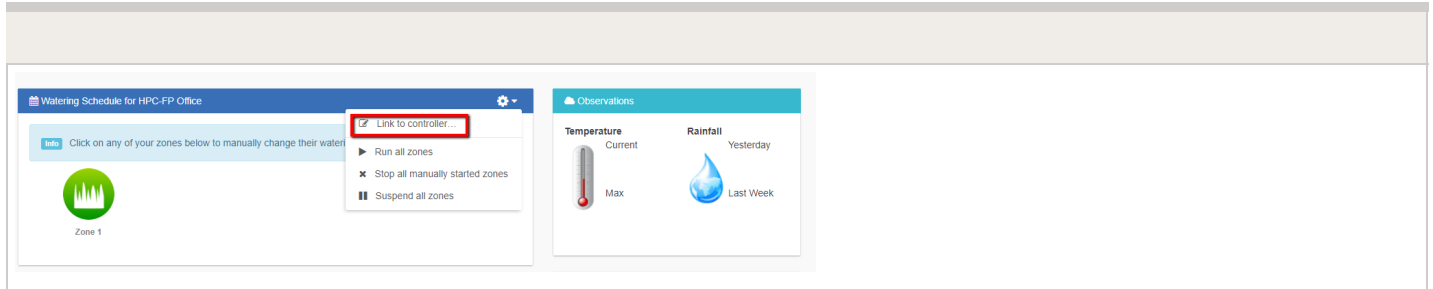 Watering Schedule for HPC-FP Office
Link to controller...
Info Click on any of your zones below to manually change their wateri
Run all zones
Stop all manually started zones
Suspend all zones
Zone 1
Observations
Temperature Rainfall
Current Yesterday
Max Last Week